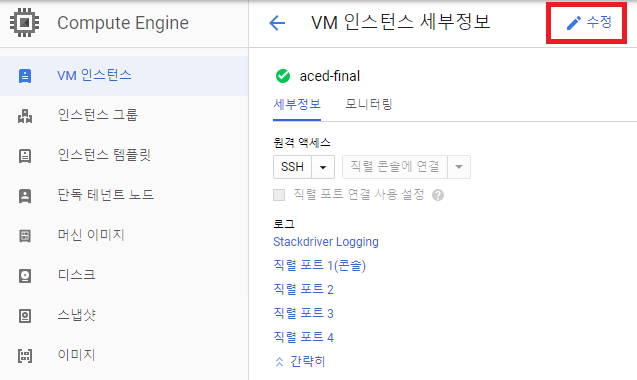 Compute Engine
VM 인스턴스
인스턴스 그룹
인스턴스 템플릿
단독 테넌트 노드
머신 이미지
디스크
스냅샷
이미지
VM 인스턴스 세부정보
수정
aced-final
세부정보 모니터링
원격 액세스
SSH 직렬 콘솔에 연결
직렬 포트 연결 사용 설정
로그
Stackdriver Logging
직렬 포트 1(콘솔)
직렬 포트 2
직렬 포트 3
직렬 포트 4
간략히